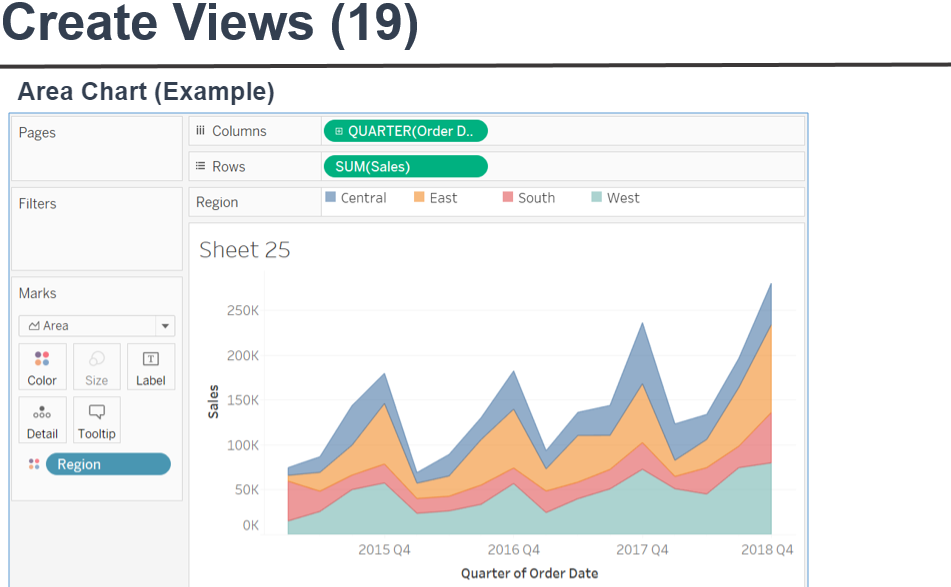 Create Views (19)
Area Chart (Example)
Pages
Columns
QUARTER(Order D..
Rows
SUM(Sales)
Filters
Region
Central
East
South
West
Sheet 25
Marks
Area
Color
Size
Label
Detail
Tooltip
Region
250K
200K
150K
100K
50K
0K
Sales
2015 Q4
2016 Q4
2017 Q4
2018 Q4
Quarter of Order Date